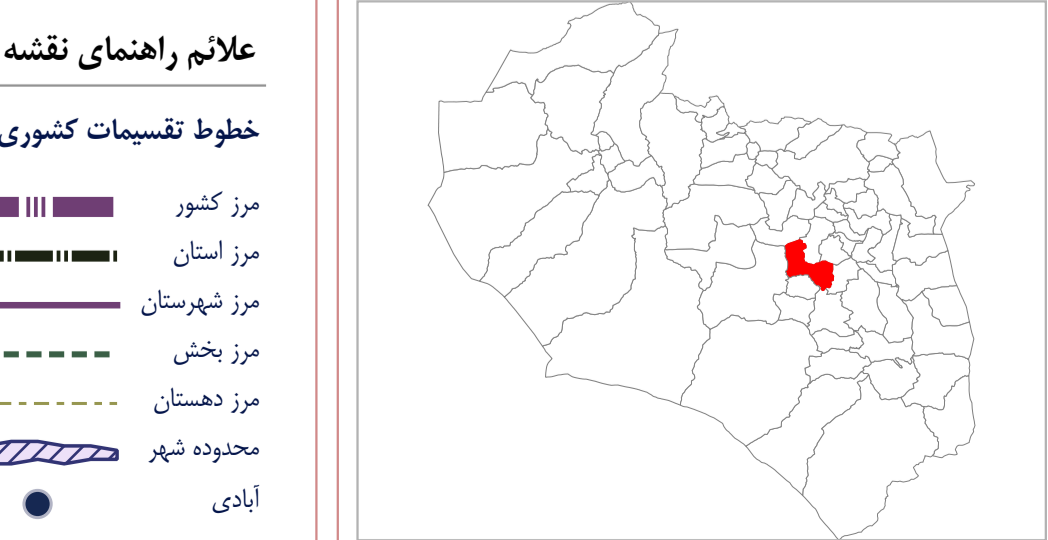 علائم راهنمای نقشه
خطوط تقسیمات کشوری
مرز کشور
مرز استان
مرز شهرستان
مرز بخش
مرز دهستان
محدوده شهر
آبادی